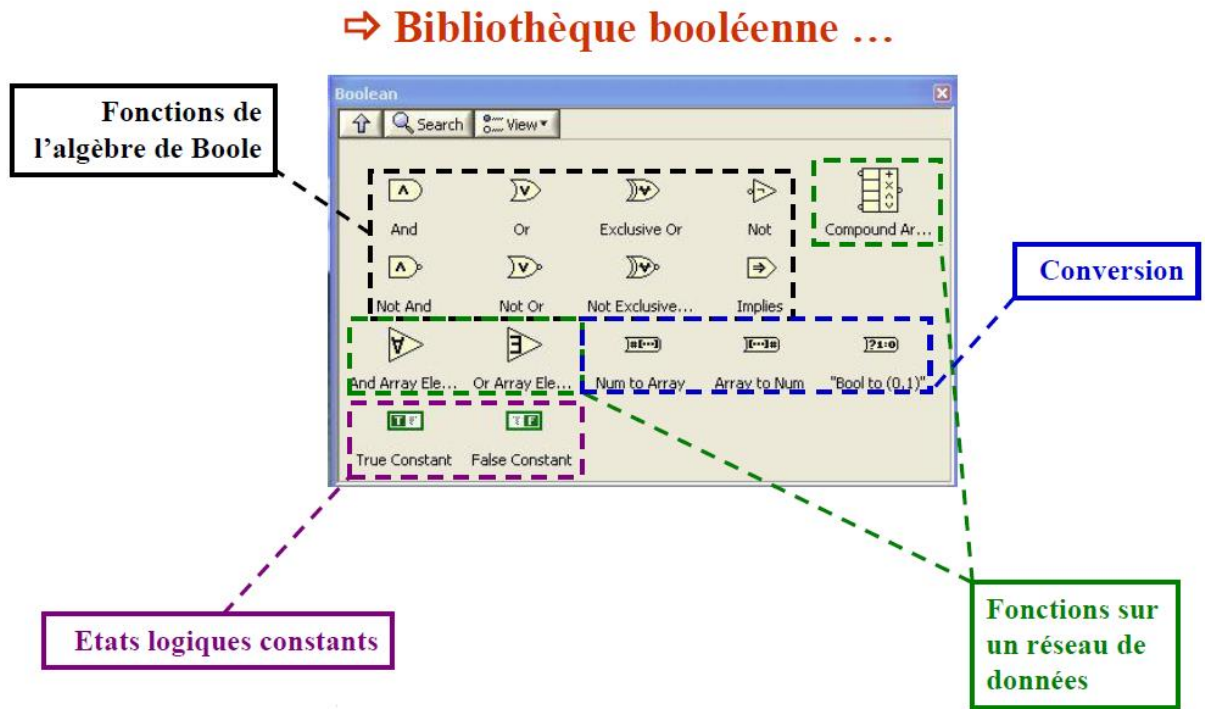 ⇨ Bibliothèque booléenne …
Fonctions de
l'algèbre de Boole
Boolean
Search View
And Or Exclusive Or Not Compound Ar...
Not And Not Or Not Exclusive... Implies
And Array Ele... Or Array Ele... Num to Array Array to Num "Bool to (0,1)"
True Constant False Constant
Conversion
Etats logiques constants
Fonctions sur
un réseau de
données